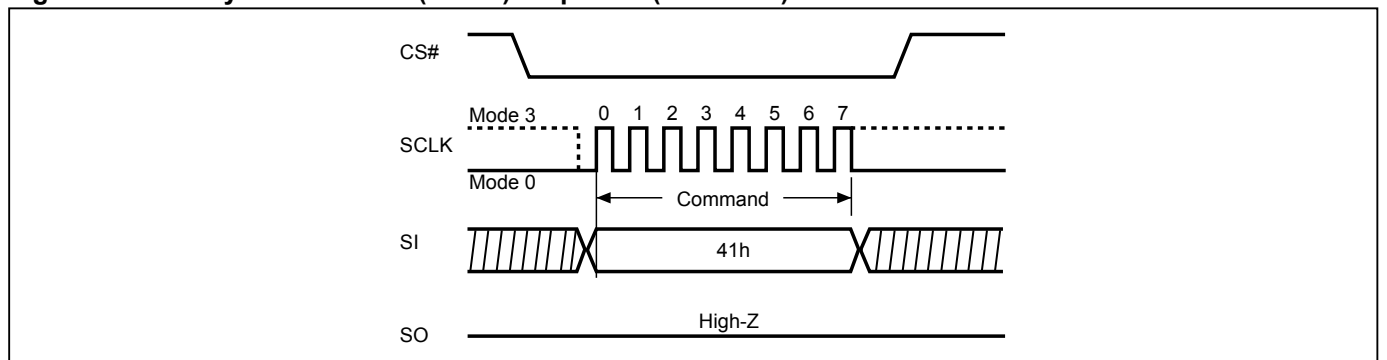 CS#
Mode 3 0 1 2 3 4 5 6 7
SCLK
Mode 0
Command
SI 41h
High-Z
SO